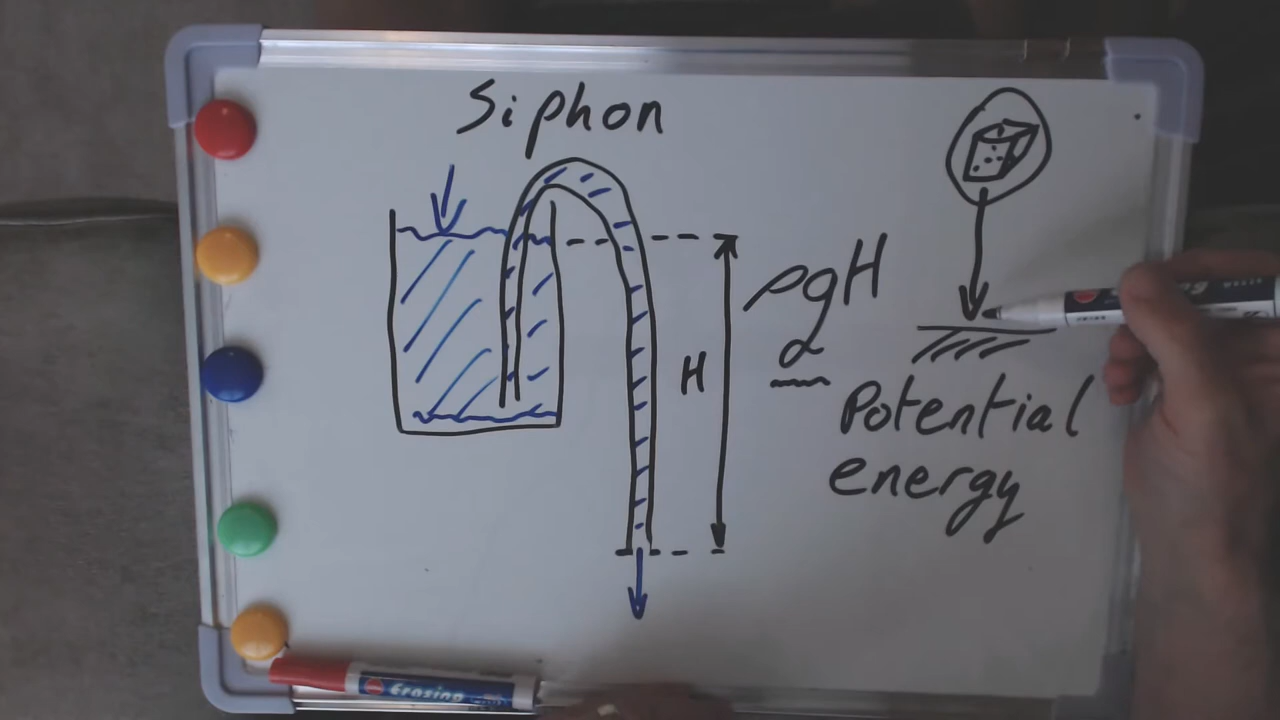 Siphon
ρgH
α
H
Potential
energy
Erasing